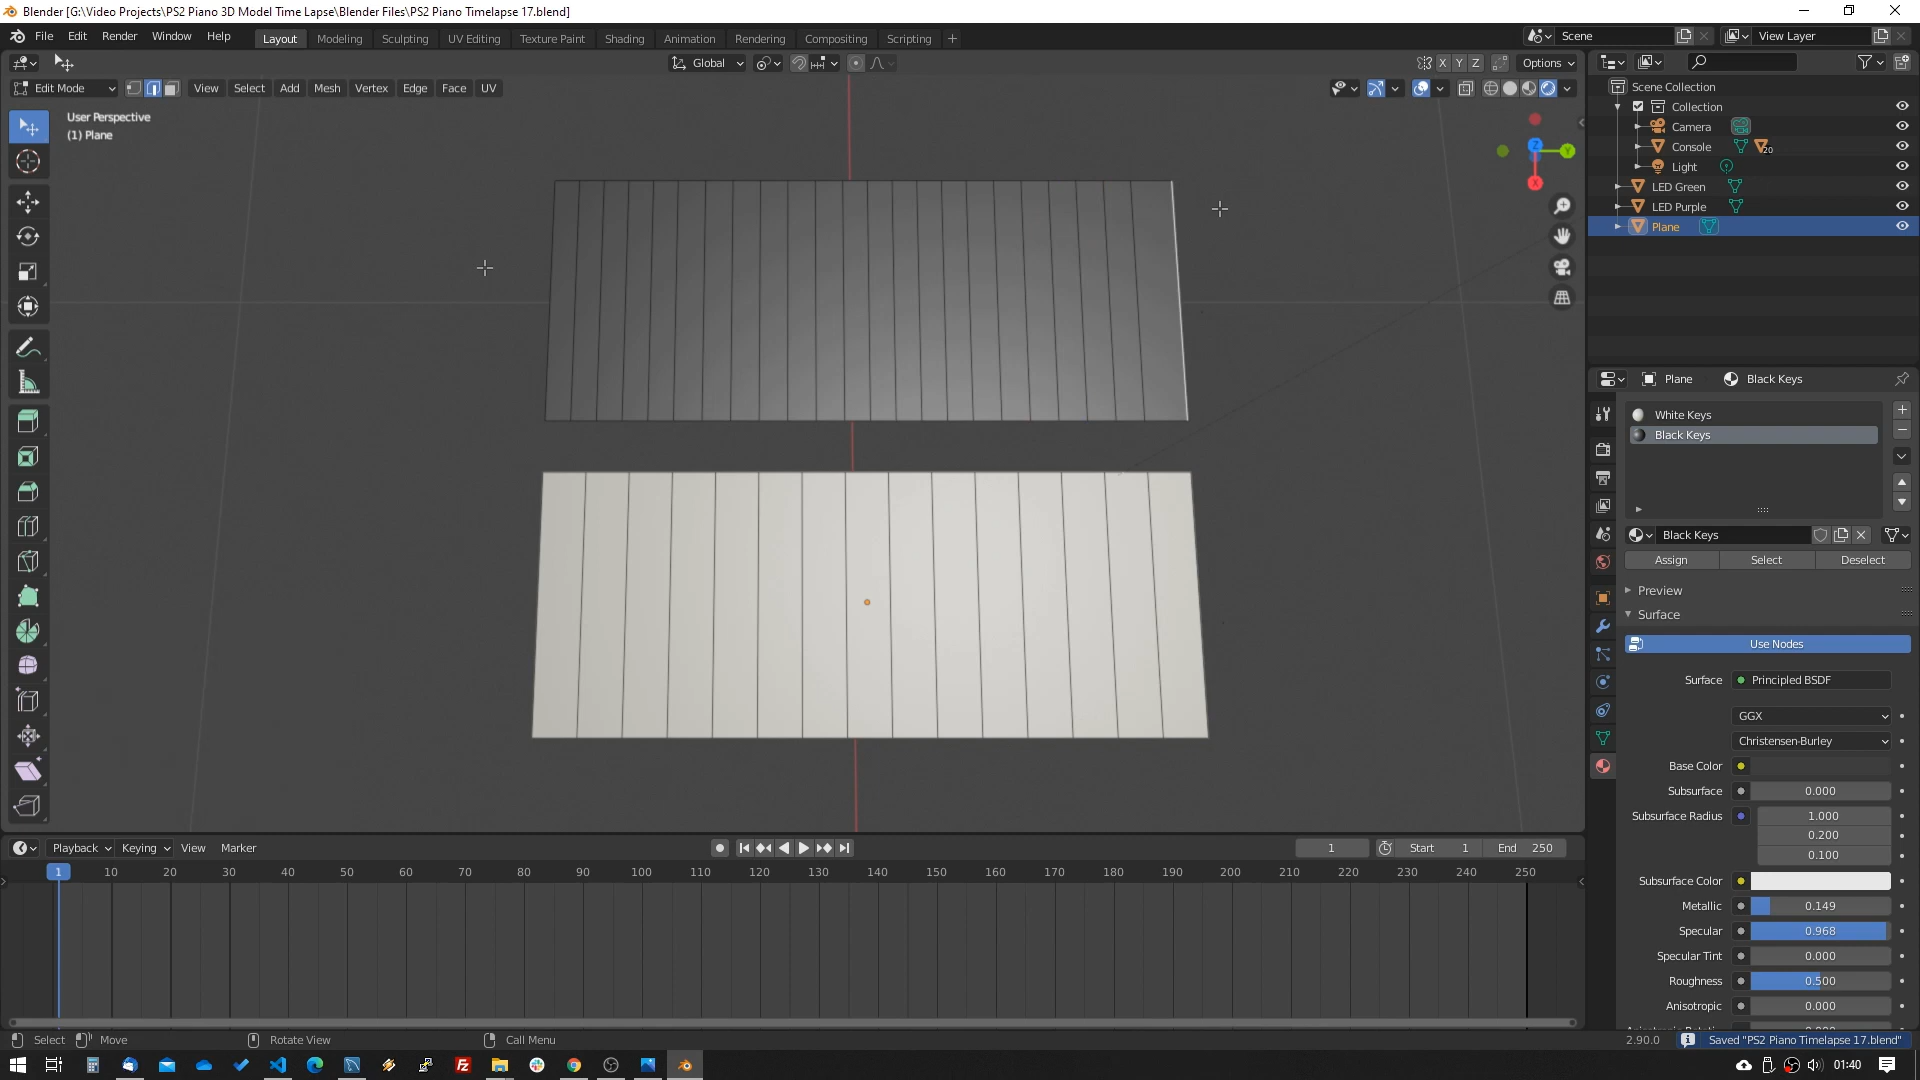 Blender [G:\Video Projects\PS2 Piano 3D Model Time Lapse\Blender Files\PS2 Piano Timelapse 17.blend]
File Edit Render Window Help Layout Modeling Sculpting UV Editing Texture Paint Shading Animation Rendering Compositing Scripting + Scene View Layer
Global X Y Z Options
Edit Mode View Select Add Mesh Vertex Edge Face UV
User Perspective
(1) Plane
Z
Y
X
Scene Collection
Collection
Camera
Console 20
Light
LED Green
LED Purple
Plane
Plane Black Keys
White Keys
Black Keys
Black Keys
Assign Select Deselect
Preview
Surface
Use Nodes
Surface Principled BSDF
GGX
Christensen-Burley
Base Color
Subsurface 0.000
Subsurface Radius 1.000
0.200
0.100
Subsurface Color
Metallic 0.149
Specular 0.968
Specular Tint 0.000
Roughness 0.500
Anisotropic 0.000
Playback Keying View Marker 1 Start 1 End 250
1 10 20 30 40 50 60 70 80 90 100 110 120 130 140 150 160 170 180 190 200 210 220 230 240 250
Select Move Rotate View Call Menu 2.90.0 Saved "PS2 Piano Timelapse 17.blend"
01:40